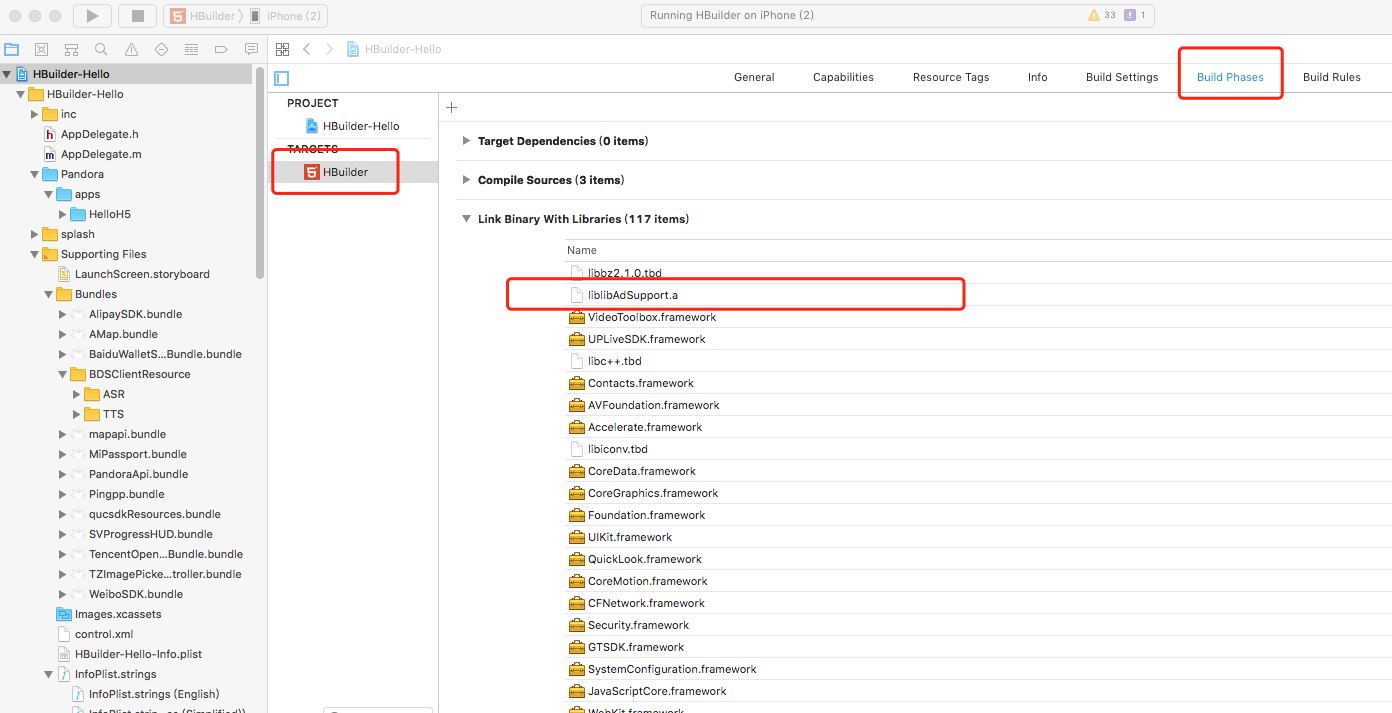 HBuilder
iPhone (2)
Running HBuilder on iPhone (2)
33
1
HBuilder-Hello
General
Capabilities
Resource Tags
Info
Build Settings
Build Phases
Build Rules
HBuilder-Hello
HBuilder-Hello
inc
AppDelegate.h
AppDelegate.m
Pandora
apps
HelloH5
splash
Supporting Files
LaunchScreen.storyboard
Bundles
AlipaySDK.bundle
AMap.bundle
BaiduWalletS...Bundle.bundle
BDSClientResource
ASR
TTS
mapapi.bundle
MiPassport.bundle
PandoraApi.bundle
Pingpp.bundle
qucsdkResources.bundle
SVProgressHUD.bundle
TencentOpen...Bundle.bundle
TZImagePicke...troller.bundle
WeiboSDK.bundle
Images.xcassets
control.xml
HBuilder-Hello-Info.plist
InfoPlist.strings
InfoPlist.strings (English)
PROJECT
HBuilder-Hello
TARGETS
HBuilder
Target Dependencies (0 items)
Compile Sources (3 items)
Link Binary With Libraries (117 items)
Name
libbz2.1.0.tbd
liblibAdSupport.a
VideoToolbox.framework
UPLiveSDK.framework
libc++.tbd
Contacts.framework
AVFoundation.framework
Accelerate.framework
libiconv.tbd
CoreData.framework
CoreGraphics.framework
Foundation.framework
UIKit.framework
QuickLook.framework
CoreMotion.framework
CFNetwork.framework
Security.framework
GTSDK.framework
SystemConfiguration.framework
JavaScriptCore.framework
WebKit.framework